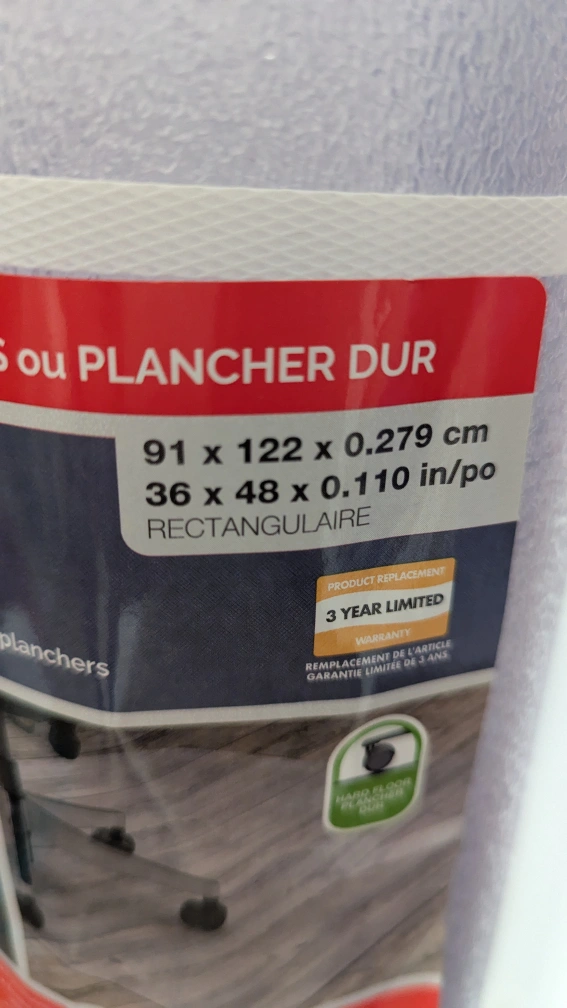 S ou PLANCHER DUR
91 x 122 x 0.279 cm
36 x 48 x 0.110 in/po
RECTANGULAIRE
PRODUCT REPLACEMENT
3 YEAR LIMITED
WARRANTY
REMPLACEMENT DE L'ARTICLE
GARANTIE LIMITÉE DE 3 ANS
planchers
HARD FLOOR
PLANCHER
DUR